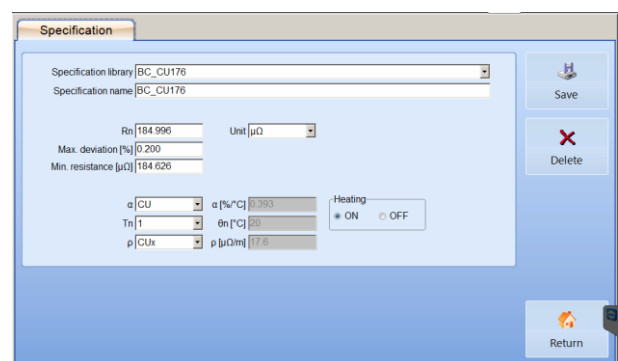 Specification
Specification library BC_CU176
Specification name BC_CU176
Save
Rn 184.996 Unit µΩ
Max. deviation [%] 0.200
Min. resistance [µΩ] 184.626
Delete
α CU α [%/°C] 0.393
Heating
ON OFF
Tn 1 θn [°C] 20
ρ CUx ρ [µΩ/m] 17.6
Return